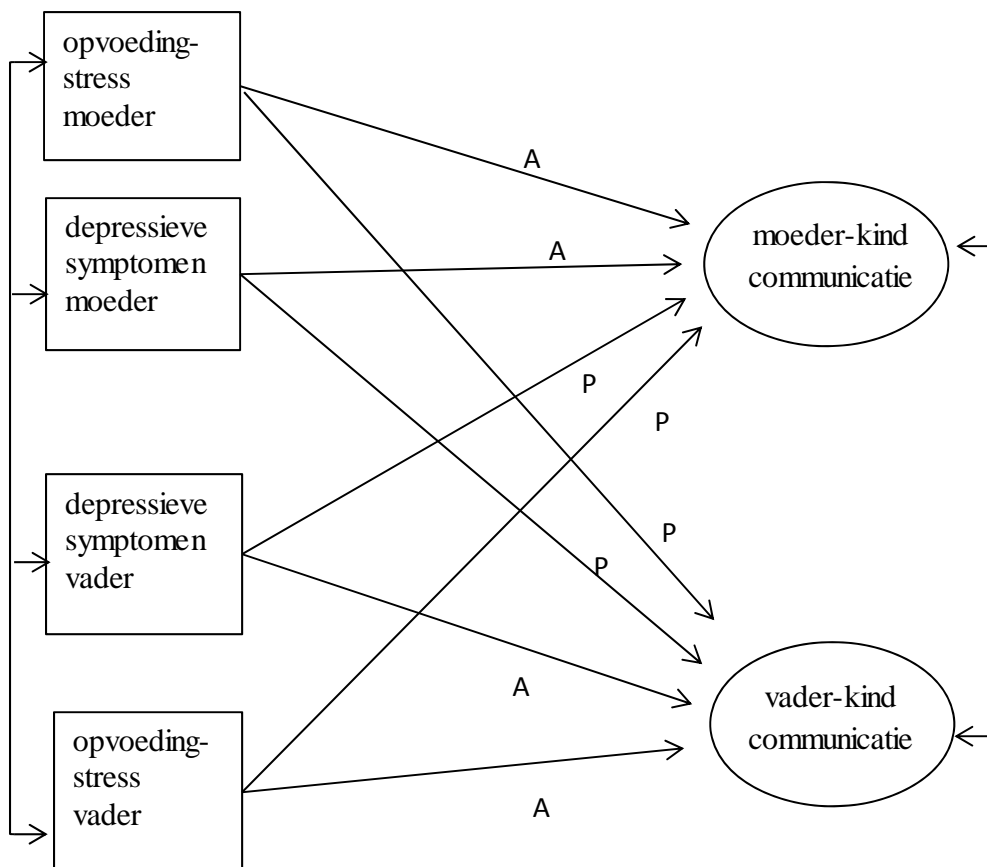 opvoeding-
stress
moeder
A
depressieve
symptomen
moeder
A
moeder-kind
communicatie
P
P
depressieve
symptomen
vader
P
P
A
vader-kind
communicatie
opvoeding-
stress
vader
A